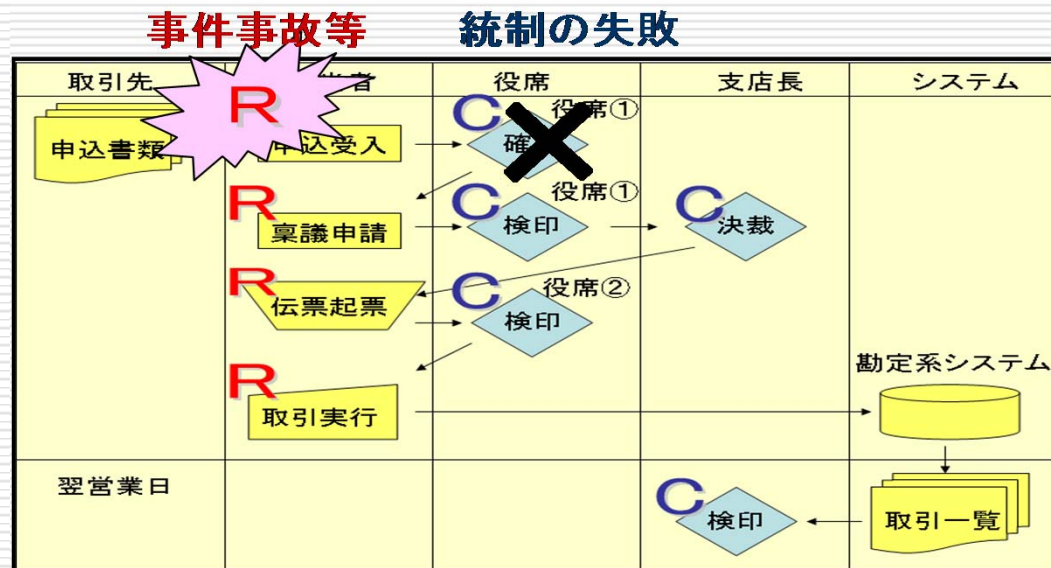 事件事故等 統制の失敗
取引先 者 役席 支店長 システム
R C 役席①
申込書類 申込受入 確
R C 役席① C
稟議申請 検印 決裁
R C 役席②
伝票起票 検印
勘定系システム
R
取引実行
翌営業日
C
検印 取引一覧